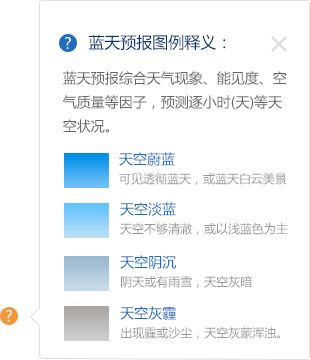 ? 蓝天预报图例释义：
蓝天预报综合天气现象、能见度、空
气质量等因子，预测逐小时(天)等天
空状况。
天空蔚蓝
可见透彻蓝天，或蓝天白云美景
天空淡蓝
天空不够清澈，或以浅蓝色为主
天空阴沉
阴天或有雨雪，天空灰暗
天空灰霾
出现霾或沙尘，天空灰蒙浑浊。
?